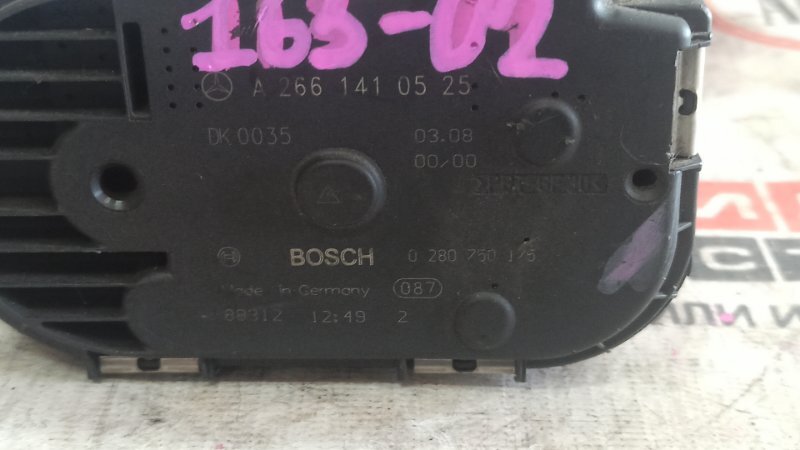 163-02
A 266 141 05 25
DK 0035 03.08
00/00
BOSCH 0 280 750 175
Made in Germany 087
80312 12:49 2